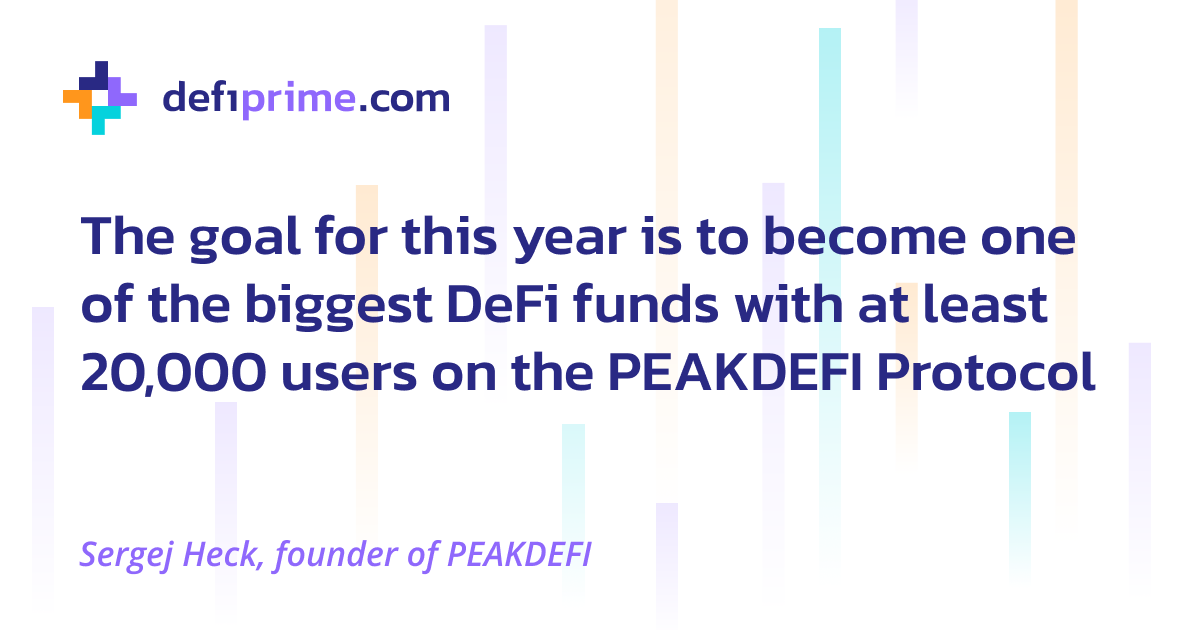 defiprime.com
The goal for this year is to become one
of the biggest DeFi funds with at least
20,000 users on the PEAKDEFI Protocol
Sergej Heck, founder of PEAKDEFI